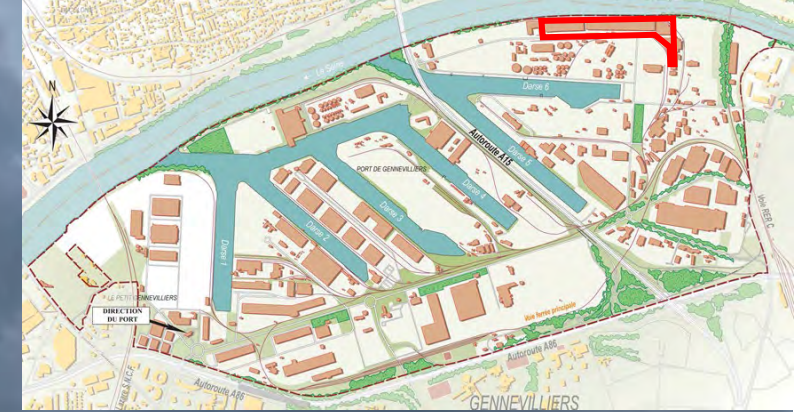 N
La Seine
Darse 6
Autoroute A15
Darse 5
PORT DE GENNEVILLIERS
Darse 4
Darse 3
Darse 2
Darse 1
Voie RER C
LE PETIT GENNEVILLIERS
DIRECTION
DU PORT
Voie ferrée principale
Autoroute A86
Autoroute A86
GENNEVILLIERS